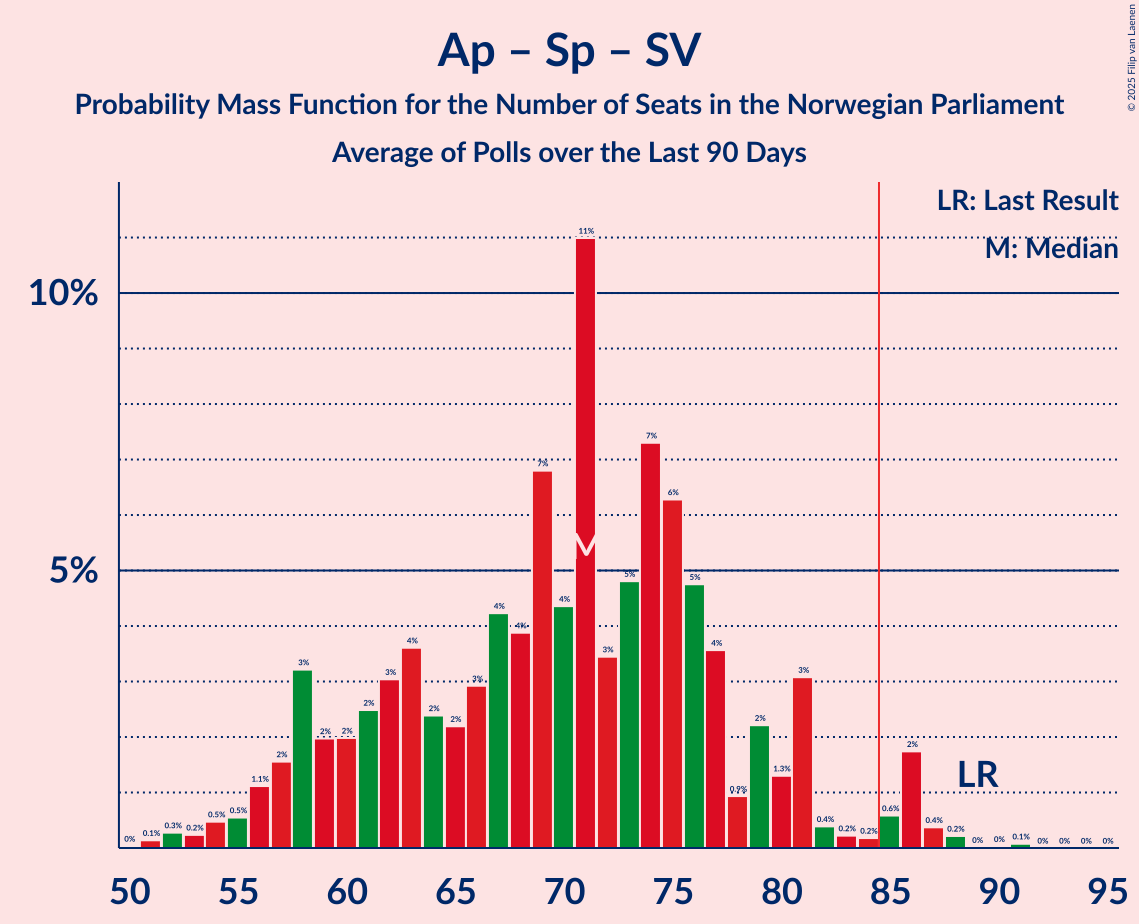 © 2025 Filip van Laenen
Ap – Sp – SV
Probability Mass Function for the Number of Seats in the Norwegian Parliament
Average of Polls over the Last 90 Days
LR: Last Result
M: Median
10%
5%
0% 0.1% 0.3% 0.2% 0.5% 0.5% 1.1% 2% 3% 2% 2% 2% 3% 4% 2% 2% 3% 4% 4% 7% 4% 11% 3% 5% 7% 6% 5% 4% 0.9% 2% 1.3% 3% 0.4% 0.2% 0.2% 0.6% 2% 0.4% 0.2% 0% 0% 0.1% 0% 0% 0% 0%
M
LR
50 55 60 65 70 75 80 85 90 95